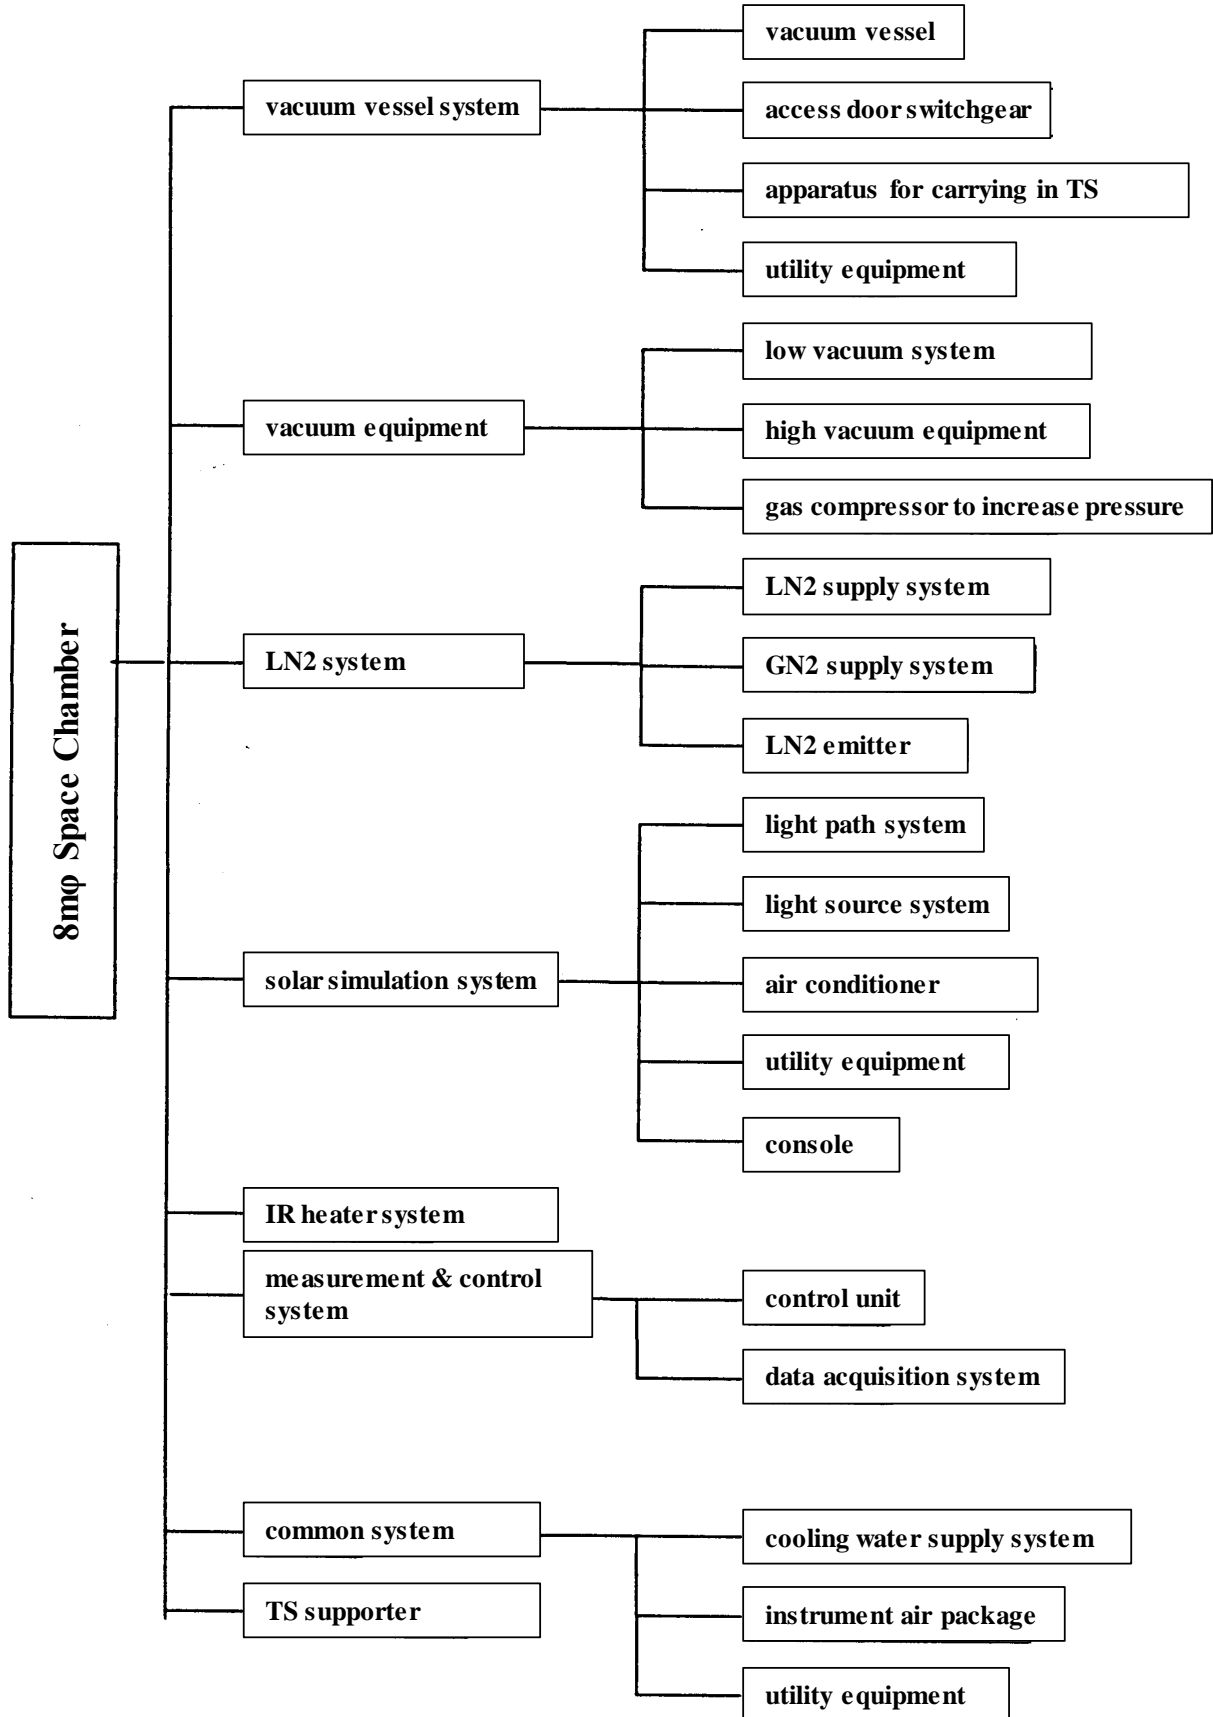 8mφ Space Chamber
vacuum vessel system
vacuum vessel
access door switchgear
apparatus for carrying in TS
utility equipment
vacuum equipment
low vacuum system
high vacuum equipment
gas compressor to increase pressure
LN2 system
LN2 supply system
GN2 supply system
LN2 emitter
solar simulation system
light path system
light source system
air conditioner
utility equipment
console
IR heater system
measurement & control
system
control unit
data acquisition system
common system
cooling water supply system
instrument air package
utility equipment
TS supporter